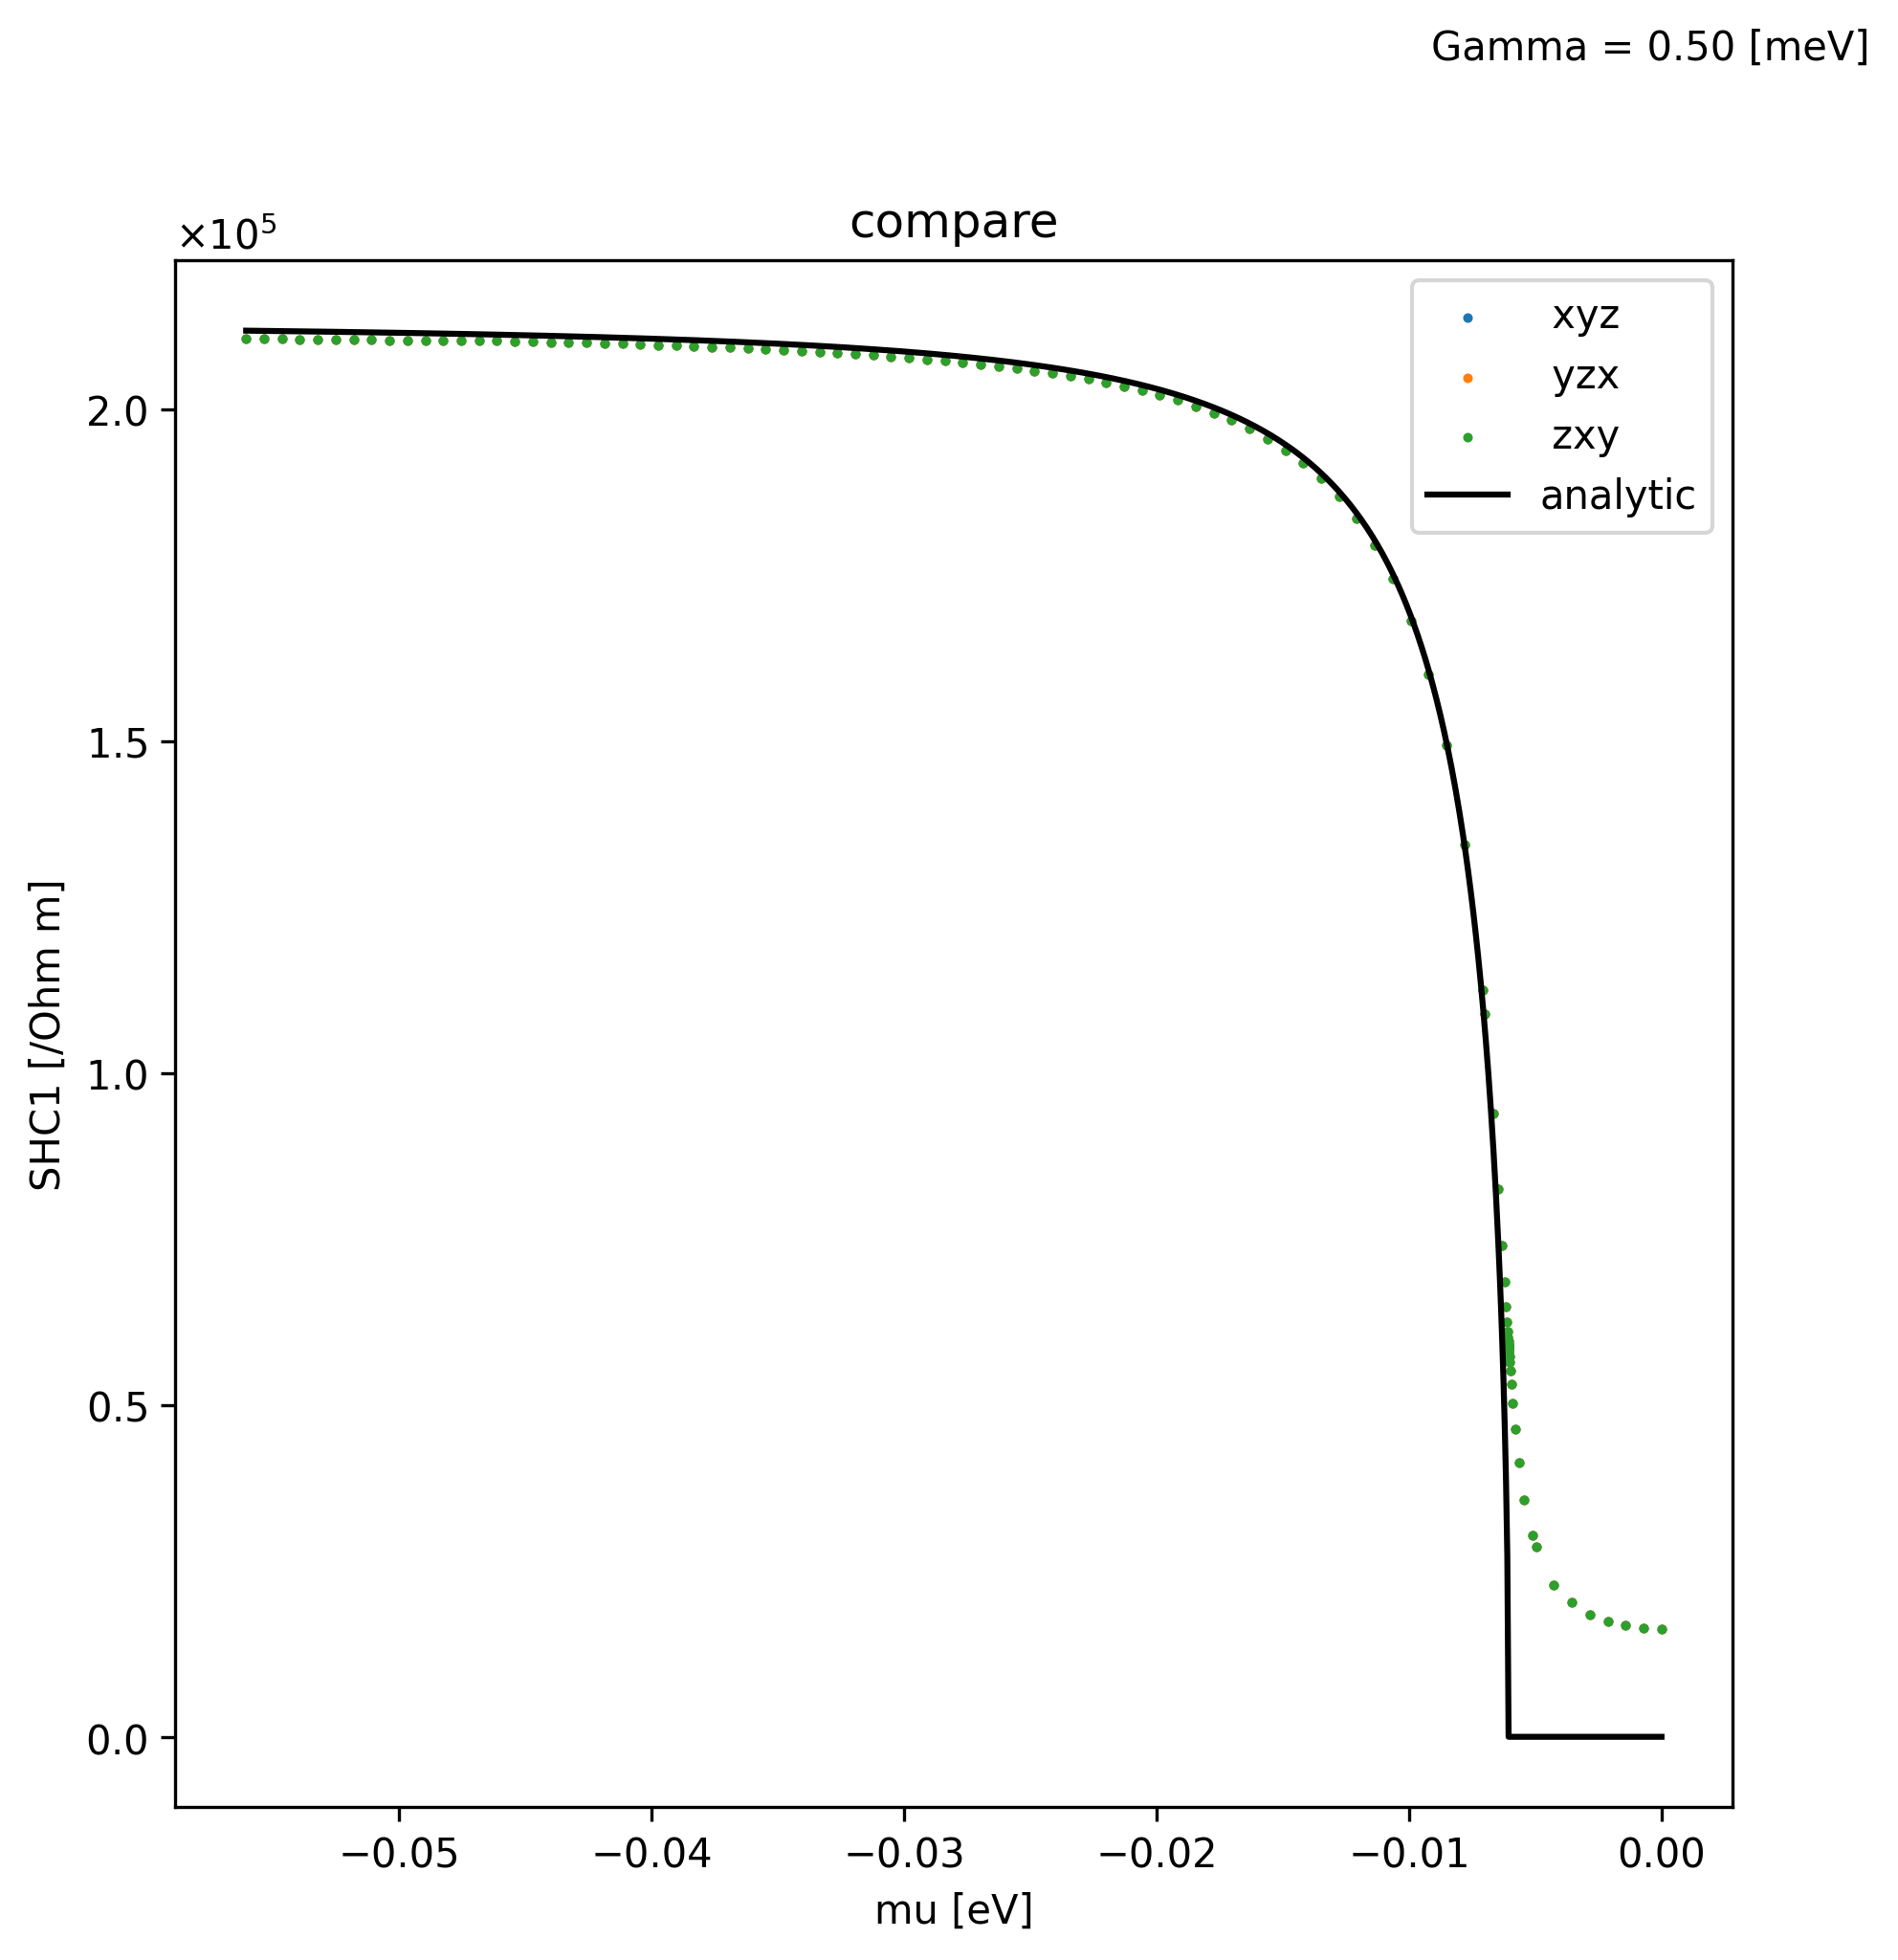 Gamma = 0.50 [meV]
compare
×10⁵
xyz
yzx
zxy
analytic
2.0
1.5
1.0
0.5
0.0
SHC1 [/Ohm m]
−0.05
−0.04
−0.03
−0.02
−0.01
0.00
mu [eV]